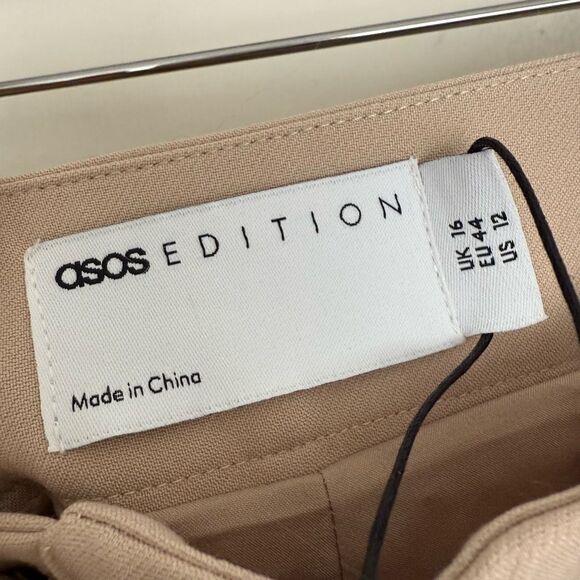 asos EDITION
Made in China
UK 16
EU 44
US 12